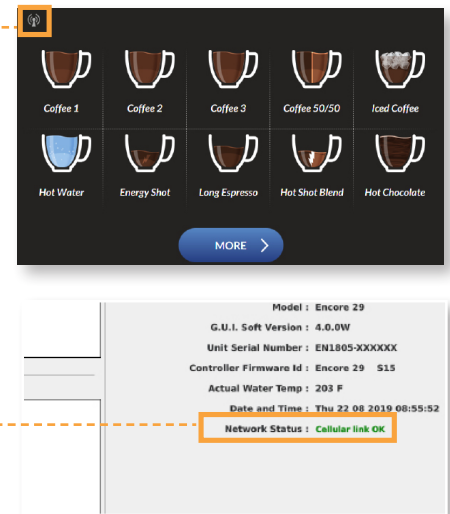 Coffee 1 Coffee 2 Coffee 3 Coffee 50/50 Iced Coffee
Hot Water Energy Shot Long Espresso Hot Shot Blend Hot Chocolate
MORE
Model : Encore 29
G.U.I. Soft Version : 4.0.0W
Unit Serial Number : EN1805-XXXXXX
Controller Firmware Id : Encore 29 S15
Actual Water Temp : 203 F
Date and Time : Thu 22 08 2019 08:55:52
Network Status : Cellular link OK